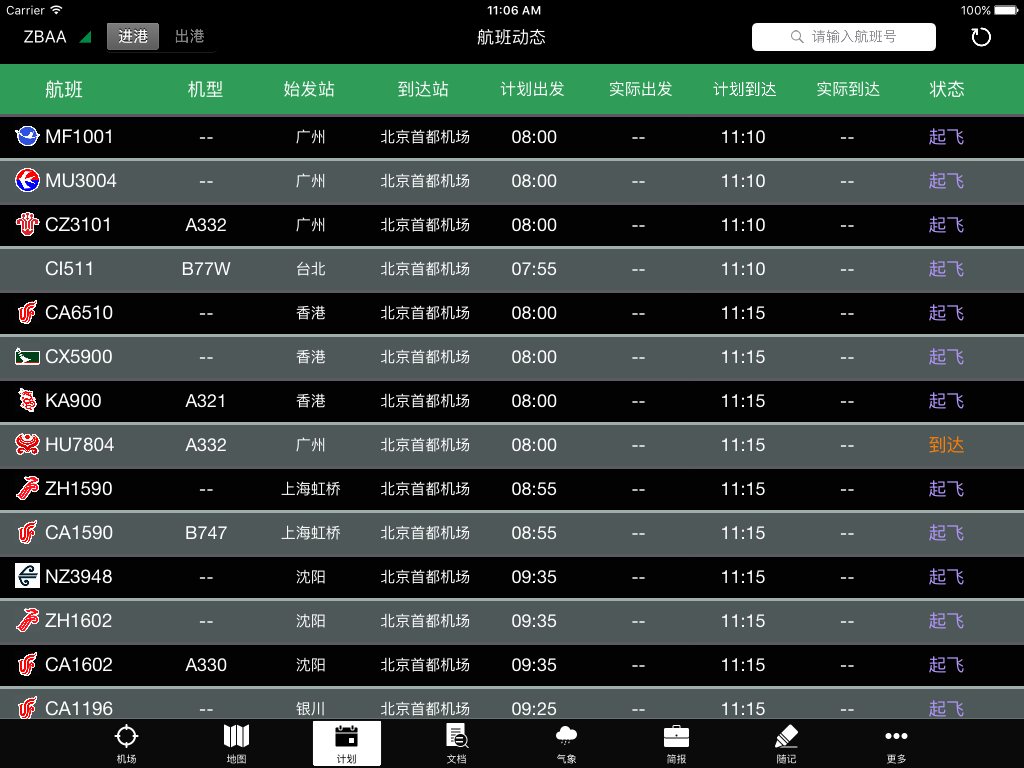 Carrier 11:06 AM 100%
ZBAA 进港 出港 航班动态 请输入航班号
航班 机型 始发站 到达站 计划出发 实际出发 计划到达 实际到达 状态
MF1001 -- 广州 北京首都机场 08:00 -- 11:10 -- 起飞
MU3004 -- 广州 北京首都机场 08:00 -- 11:10 -- 起飞
CZ3101 A332 广州 北京首都机场 08:00 -- 11:10 -- 起飞
CI511 B77W 台北 北京首都机场 07:55 -- 11:10 -- 起飞
CA6510 -- 香港 北京首都机场 08:00 -- 11:15 -- 起飞
CX5900 -- 香港 北京首都机场 08:00 -- 11:15 -- 起飞
KA900 A321 香港 北京首都机场 08:00 -- 11:15 -- 起飞
HU7804 A332 广州 北京首都机场 08:00 -- 11:15 -- 到达
ZH1590 -- 上海虹桥 北京首都机场 08:55 -- 11:15 -- 起飞
CA1590 B747 上海虹桥 北京首都机场 08:55 -- 11:15 -- 起飞
NZ3948 -- 沈阳 北京首都机场 09:35 -- 11:15 -- 起飞
ZH1602 -- 沈阳 北京首都机场 09:35 -- 11:15 -- 起飞
CA1602 A330 沈阳 北京首都机场 09:35 -- 11:15 -- 起飞
CA1196 -- 银川 北京首都机场 09:25 -- 11:15 -- 起飞
机场 地图 计划 文档 气象 简报 随记 更多